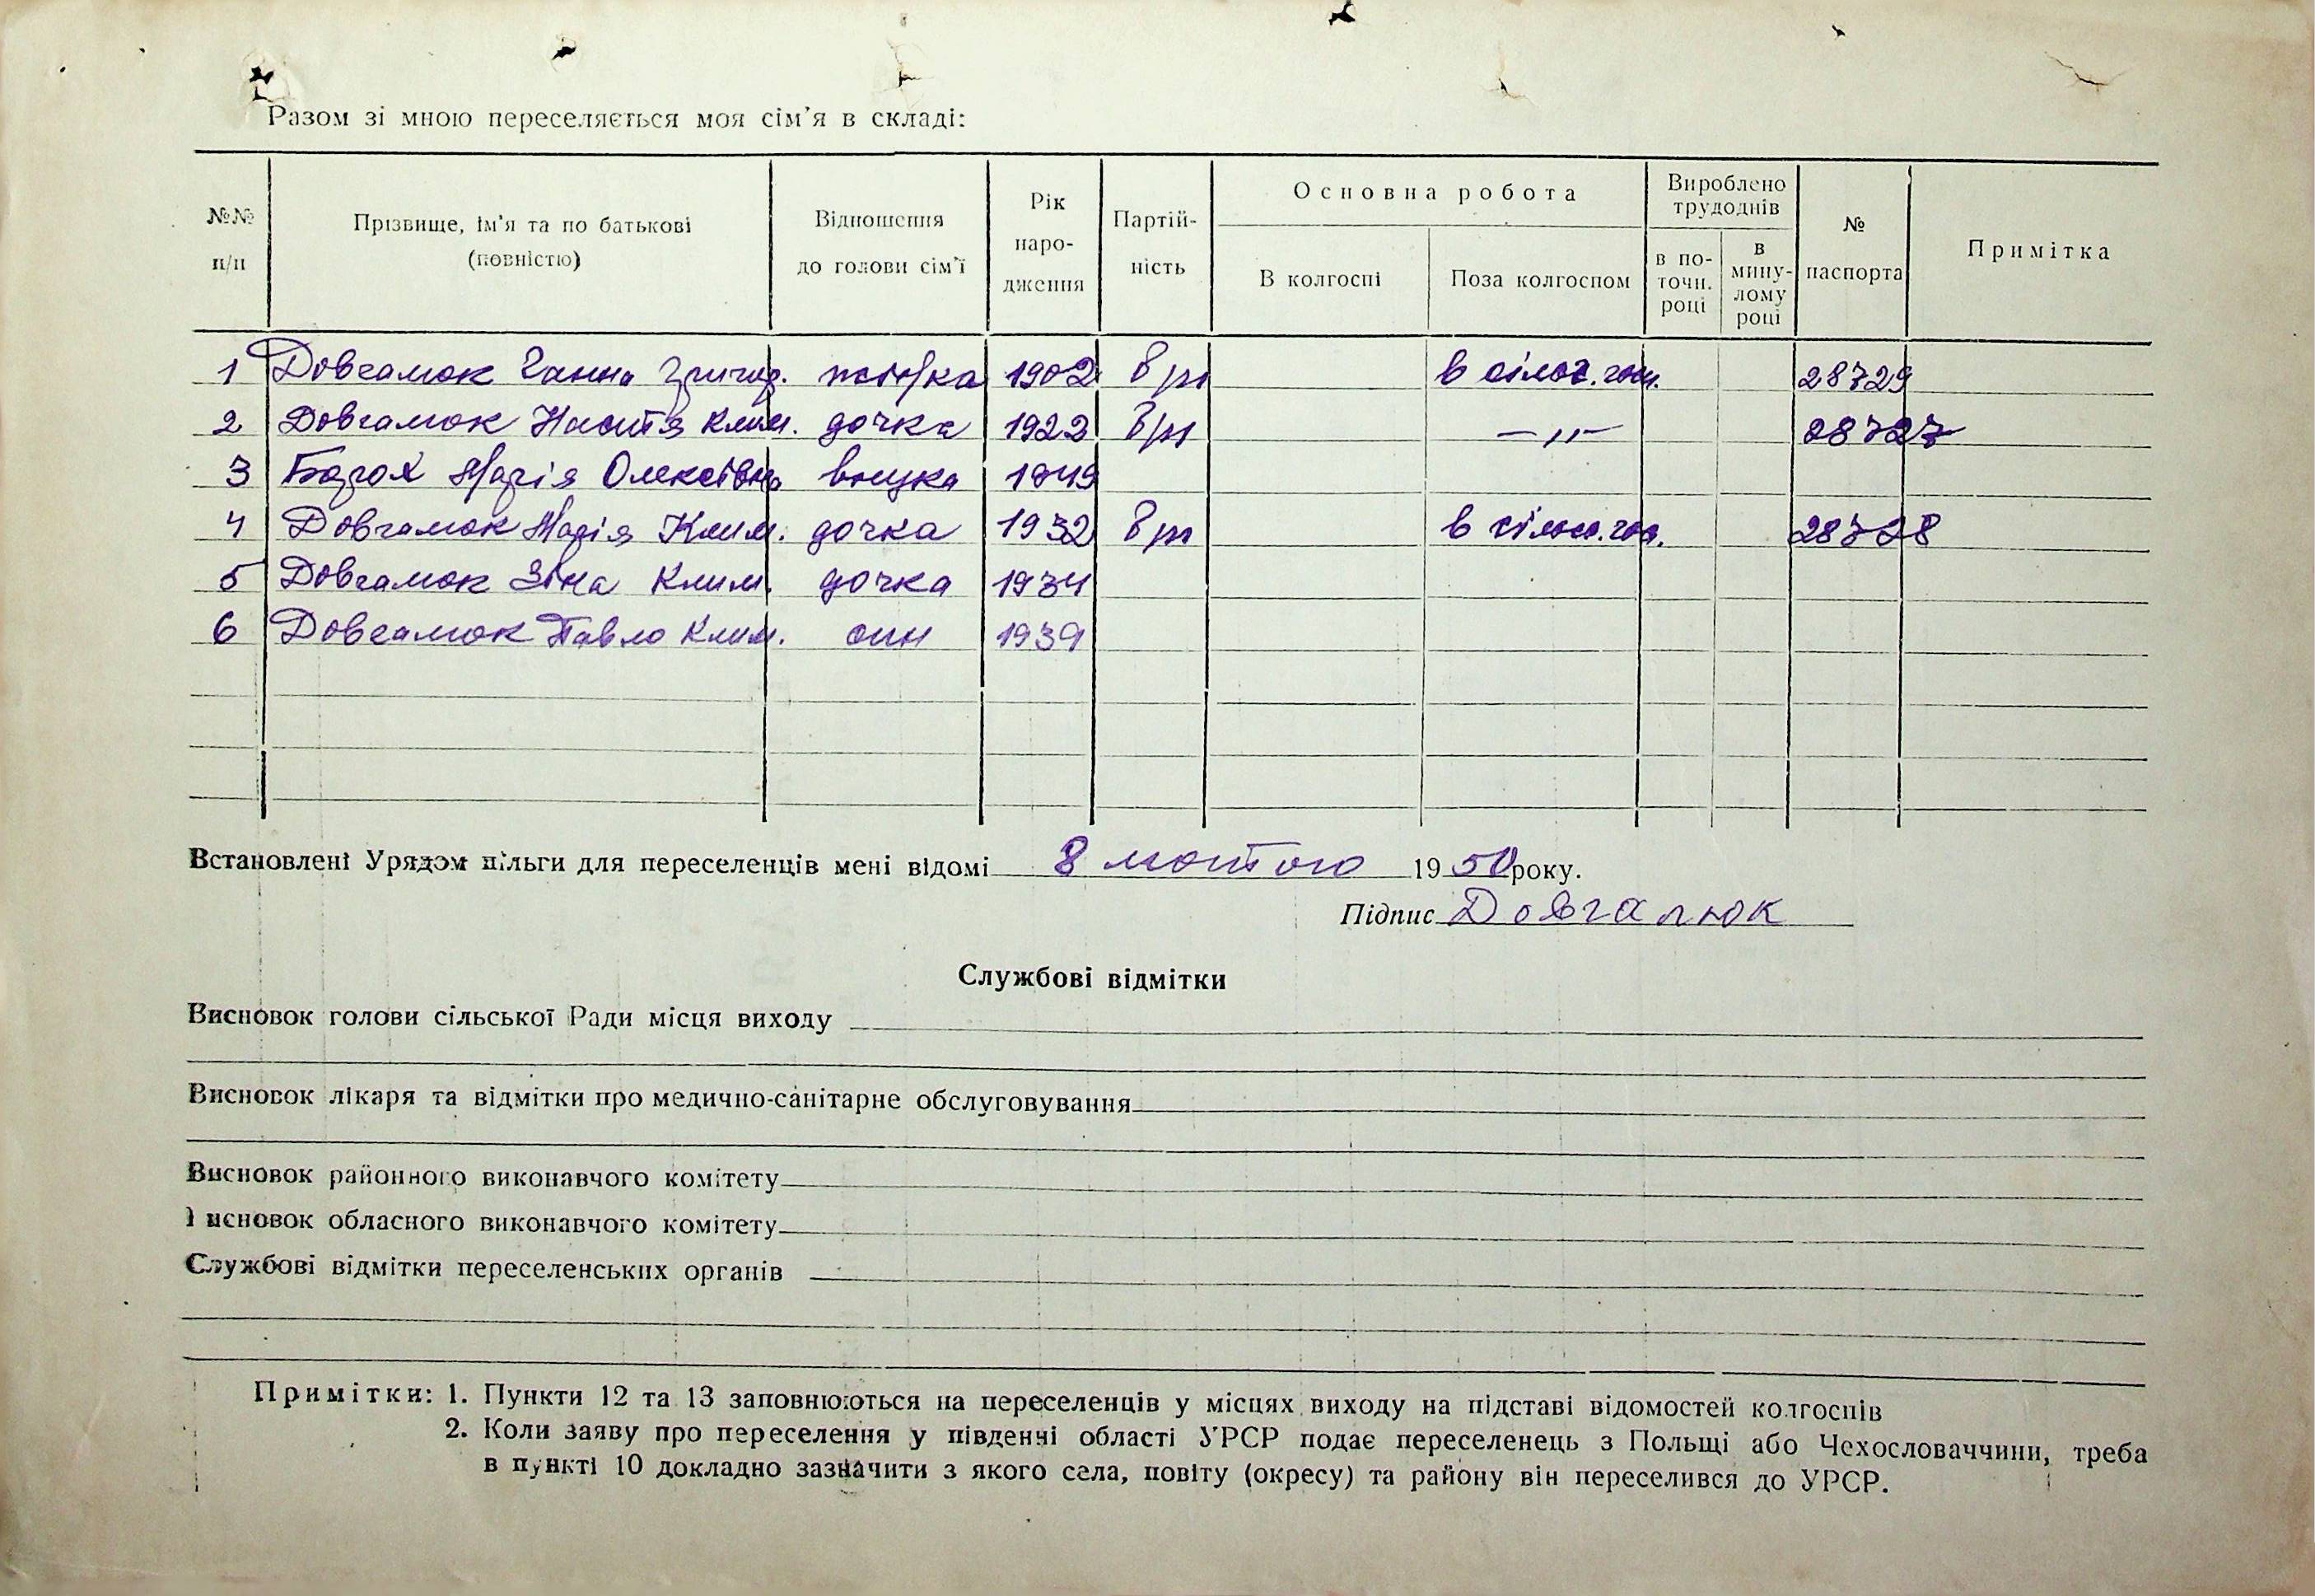 Разом зі мною переселяється моя сім'я в складі:
№№ п/п
Прізвище, ім'я та по батькові (повністю)
Відношення до голови сім'ї
Рік народження
Партійність
Основна робота
В колгоспі
Поза колгоспом
Вироблено трудоднів
в поточн. році
в минулому році
№ паспорта
Примітка
1 Довгалюк Ганна Григор. жінка 1902 б/п в сільс. госп. 28729
2 Довгалюк Настя Клим. дочка 1922 б/п —„— 28727
3 Марія Олексіївна внучка 1949
4 Довгалюк Марія Клим. дочка 1932 б/п в сільс. гос. 28728
5 Довгалюк Зіна Клим. дочка 1934
6 Довгалюк Павло Клим. син 1939
Встановлені Урядом пільги для переселенців мені відомі 8 лютого 1950 року.
Підпис Довгалюк
Службові відмітки
Висновок голови сільської Ради місця виходу
Висновок лікаря та відмітки про медично-санітарне обслуговування
Висновок районного виконавчого комітету
Висновок обласного виконавчого комітету
Службові відмітки переселенських органів
Примітки: 1. Пункти 12 та 13 заповнюються на переселенців у місцях виходу на підставі відомостей колгоспів
2. Коли заяву про переселення у південні області УРСР подає переселенець з Польщі або Чехословаччини, треба
в пункті 10 докладно зазначити з якого села, повіту (окресу) та району він переселився до УРСР.